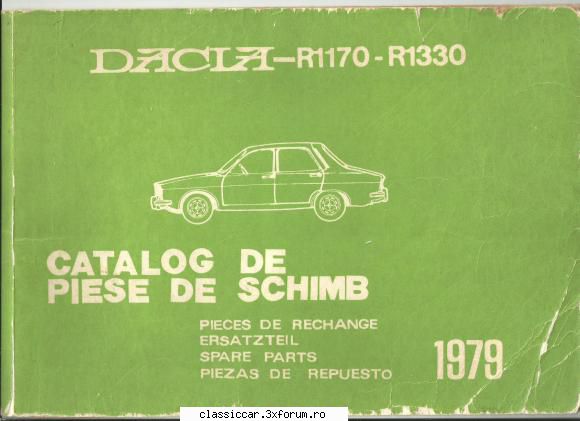 DACIA-R1170-R1330
CATALOG DE
PIESE DE SCHIMB
PIECES DE RECHANGE
ERSATZTEIL
SPARE PARTS
PIEZAS DE REPUESTO
1979
classiccar.3xforum.ro